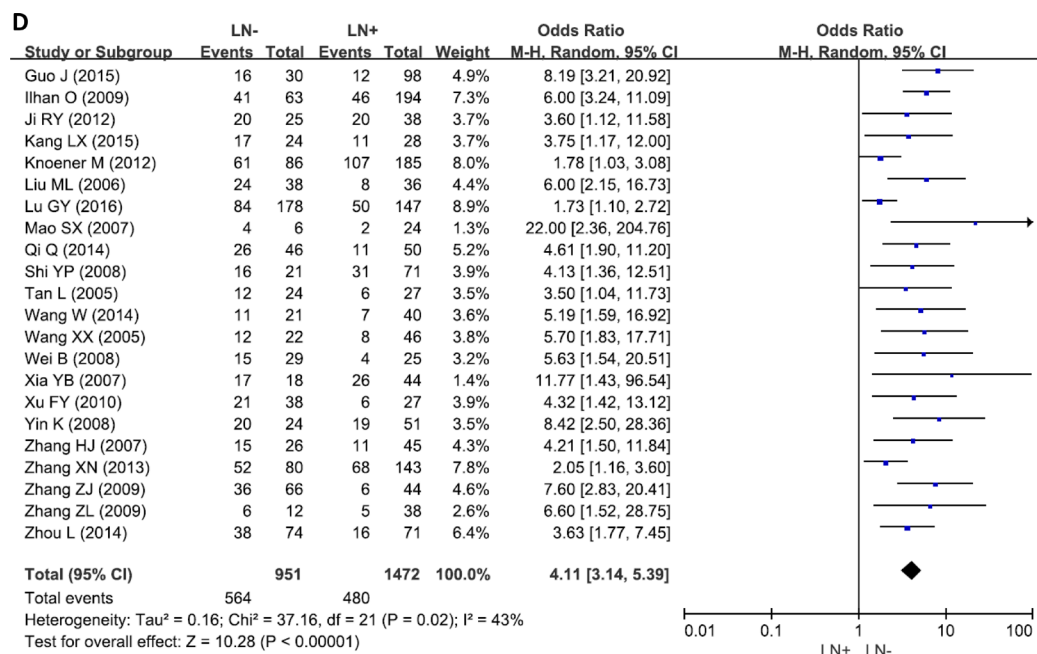 D
LN- LN+ Odds Ratio Odds Ratio
Study or Subgroup Events Total Events Total Weight M-H, Random, 95% CI M-H, Random, 95% CI
Guo J (2015) 16 30 12 98 4.9% 8.19 [3.21, 20.92]
Ilhan O (2009) 41 63 46 194 7.3% 6.00 [3.24, 11.09]
Ji RY (2012) 20 25 20 38 3.7% 3.60 [1.12, 11.58]
Kang LX (2015) 17 24 11 28 3.7% 3.75 [1.17, 12.00]
Knoener M (2012) 61 86 107 185 8.0% 1.78 [1.03, 3.08]
Liu ML (2006) 24 38 8 36 4.4% 6.00 [2.15, 16.73]
Lu GY (2016) 84 178 50 147 8.9% 1.73 [1.10, 2.72]
Mao SX (2007) 4 6 2 24 1.3% 22.00 [2.36, 204.76]
Qi Q (2014) 26 46 11 50 5.2% 4.61 [1.90, 11.20]
Shi YP (2008) 16 21 31 71 3.9% 4.13 [1.36, 12.51]
Tan L (2005) 12 24 6 27 3.5% 3.50 [1.04, 11.73]
Wang W (2014) 11 21 7 40 3.6% 5.19 [1.59, 16.92]
Wang XX (2005) 12 22 8 46 3.8% 5.70 [1.83, 17.71]
Wei B (2008) 15 29 4 25 3.2% 5.63 [1.54, 20.51]
Xia YB (2007) 17 18 26 44 1.4% 11.77 [1.43, 96.54]
Xu FY (2010) 21 38 6 27 3.9% 4.32 [1.42, 13.12]
Yin K (2008) 20 24 19 51 3.5% 8.42 [2.50, 28.36]
Zhang HJ (2007) 15 26 11 45 4.3% 4.21 [1.50, 11.84]
Zhang XN (2013) 52 80 68 143 7.8% 2.05 [1.16, 3.60]
Zhang ZJ (2009) 36 66 6 44 4.6% 7.60 [2.83, 20.41]
Zhang ZL (2009) 6 12 5 38 2.6% 6.60 [1.52, 28.75]
Zhou L (2014) 38 74 16 71 6.4% 3.63 [1.77, 7.45]
Total (95% CI) 951 1472 100.0% 4.11 [3.14, 5.39]
Total events 564 480
Heterogeneity: Tau² = 0.16; Chi² = 37.16, df = 21 (P = 0.02); I² = 43%
Test for overall effect: Z = 10.28 (P < 0.00001)
0.01 0.1 1 10 100
LN+ LN-